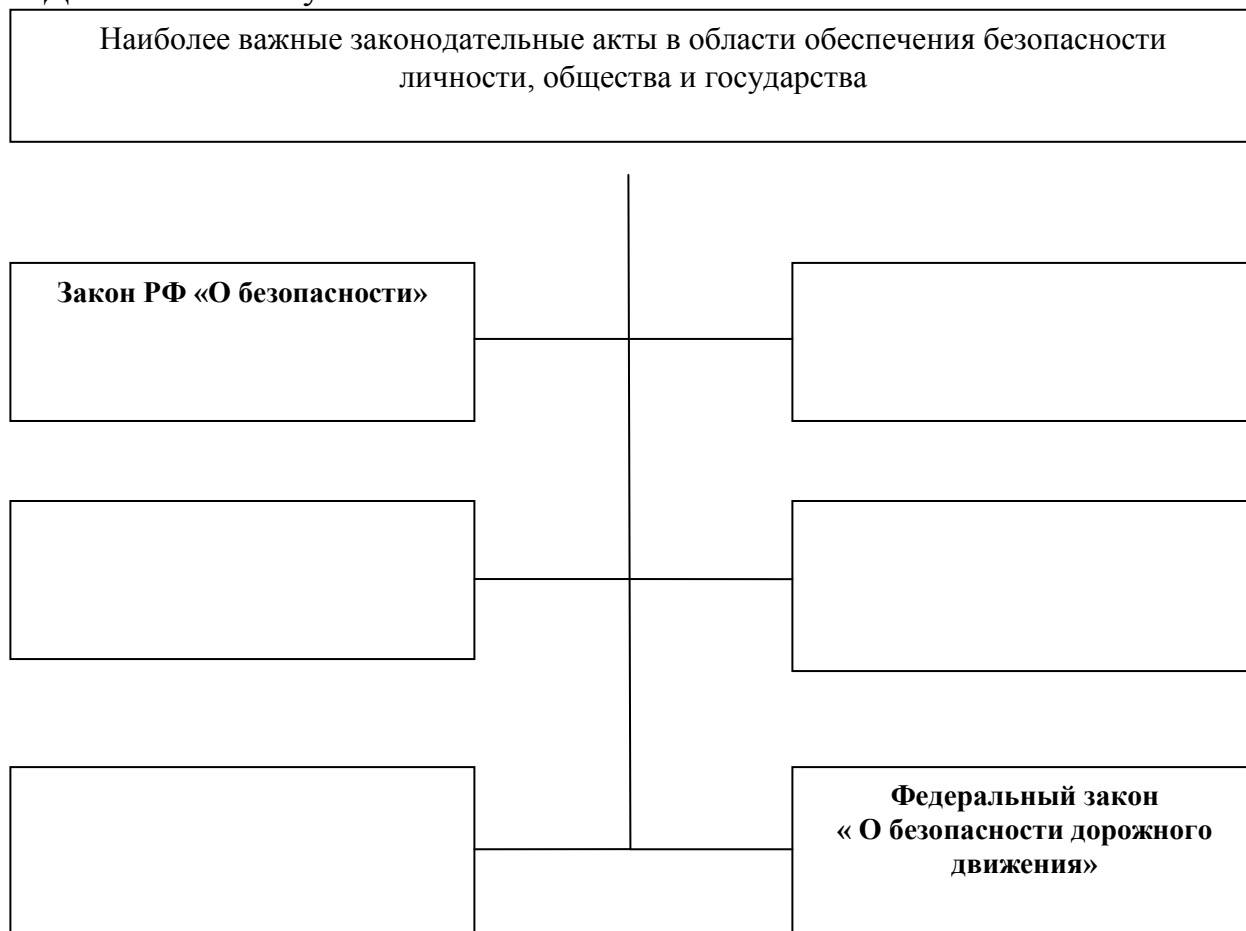 Наиболее важные законодательные акты в области обеспечения безопасности
личности, общества и государства
Закон РФ «О безопасности»
Федеральный закон
« О безопасности дорожного
движения»